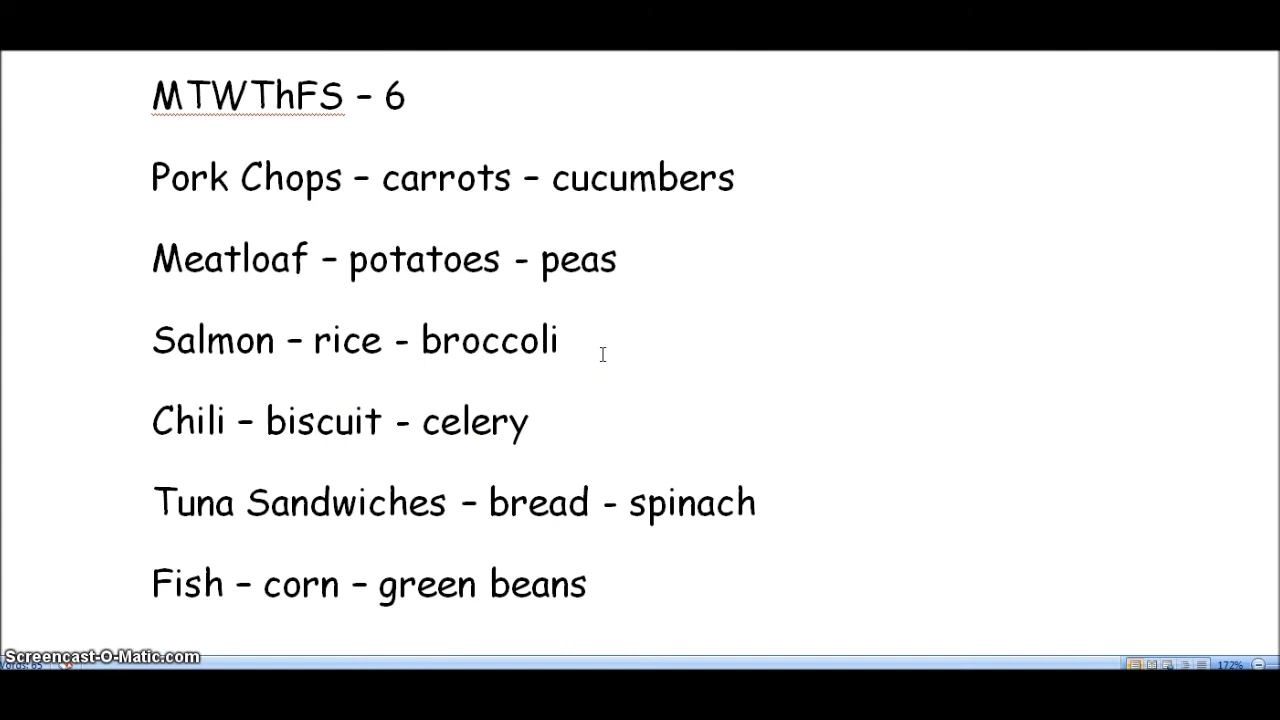 MTWThFS – 6
Pork Chops – carrots – cucumbers
Meatloaf – potatoes - peas
Salmon – rice - broccoli
Chili – biscuit - celery
Tuna Sandwiches – bread - spinach
Fish – corn – green beans
Screencast-O-Matic.com
172%